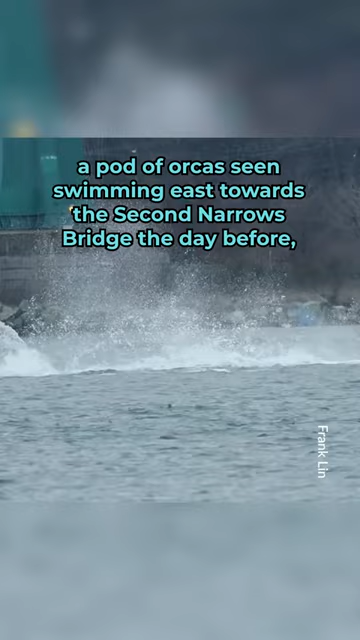 a pod of orcas seen
swimming east towards
the Second Narrows
Bridge the day before,
Frank Lin